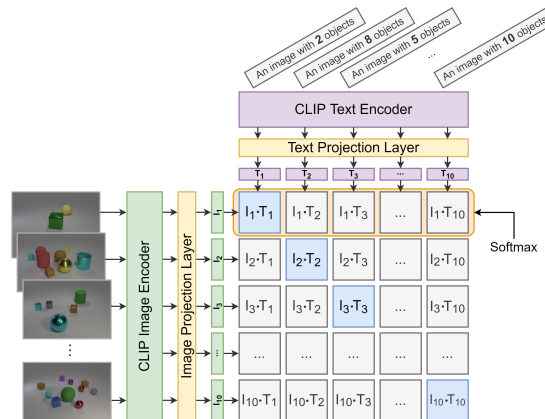 An image with 2 objects
An image with 8 objects
An image with 5 objects
...
An image with 10 objects
CLIP Text Encoder
Text Projection Layer
T1 T2 T3 ... T10
CLIP Image Encoder
Image Projection Layer
I1 I1·T1 I1·T2 I1·T3 ... I1·T10
Softmax
I2 I2·T1 I2·T2 I2·T3 ... I2·T10
I3 I3·T1 I3·T2 I3·T3 ... I3·T10
... ... ... ... ... ...
I10 I10·T1 I10·T2 I10·T3 ... I10·T10